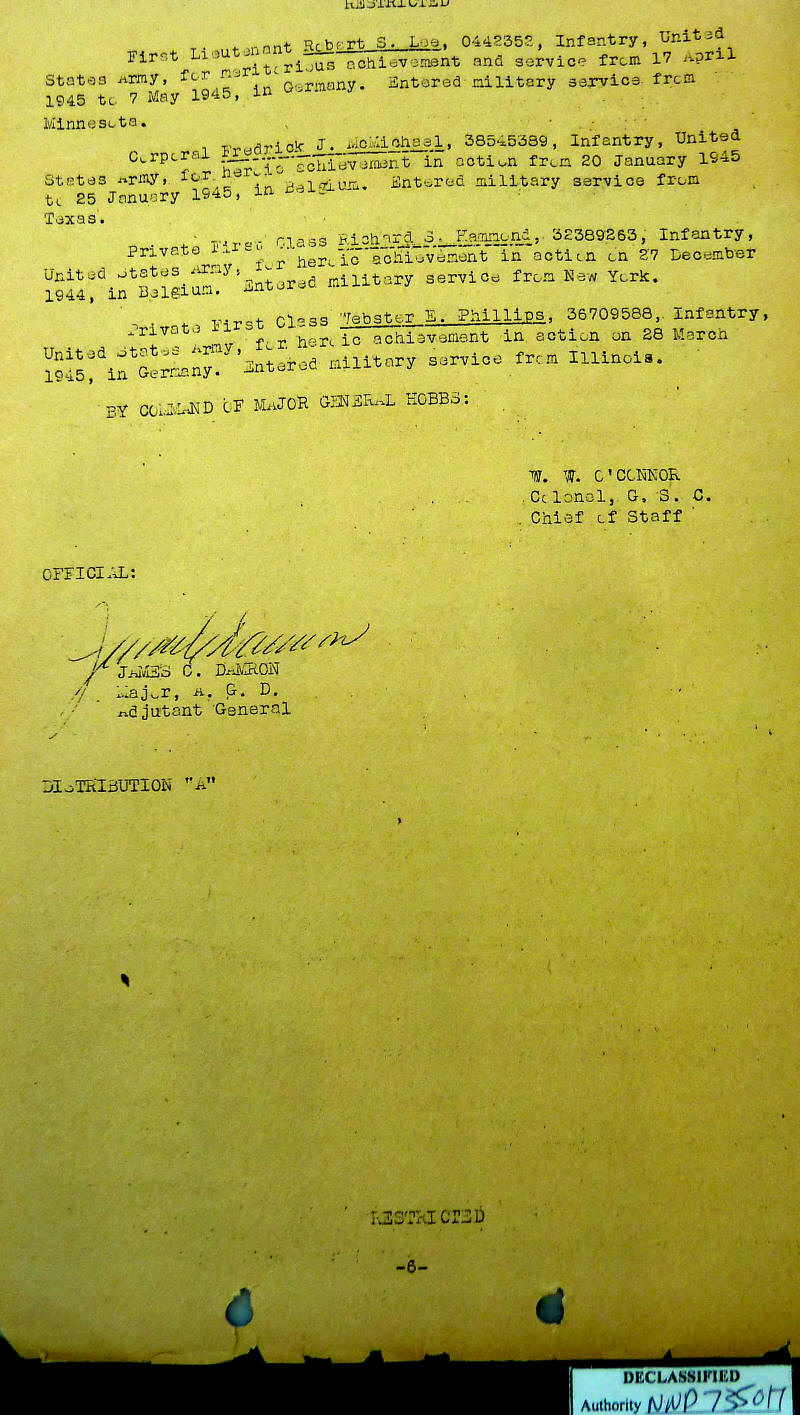 RESTRICTED
First Lieutenant Robert S. Lee, 0442352, Infantry, United
States Army, for meritorious achievement and service from 17 April
1945 to 7 May 1945, in Germany. Entered military service from
Minnesota.
Corporal Fredrick J. McMichael, 38545389, Infantry, United
States Army, for heroic achievement in action from 20 January 1945
to 25 January 1945, in Belgium. Entered military service from
Texas.
Private First Class Richard S. Hammond, 32389263, Infantry,
United States Army, for heroic achievement in action on 27 December
1944, in Belgium. Entered military service from New York.
Private First Class Webster E. Phillips, 36709588, Infantry,
United States Army, for heroic achievement in action on 28 March
1945, in Germany. Entered military service from Illinois.
BY COMMAND OF MAJOR GENERAL HOBBS:
W. W. O'CONNOR
Colonel, G. S. C.
Chief of Staff
OFFICIAL:
JAMES C. DAMRON
Major, A. G. D.
Adjutant General
DISTRIBUTION "A"
RESTRICTED
-6-
DECLASSIFIED
Authority NND 735017